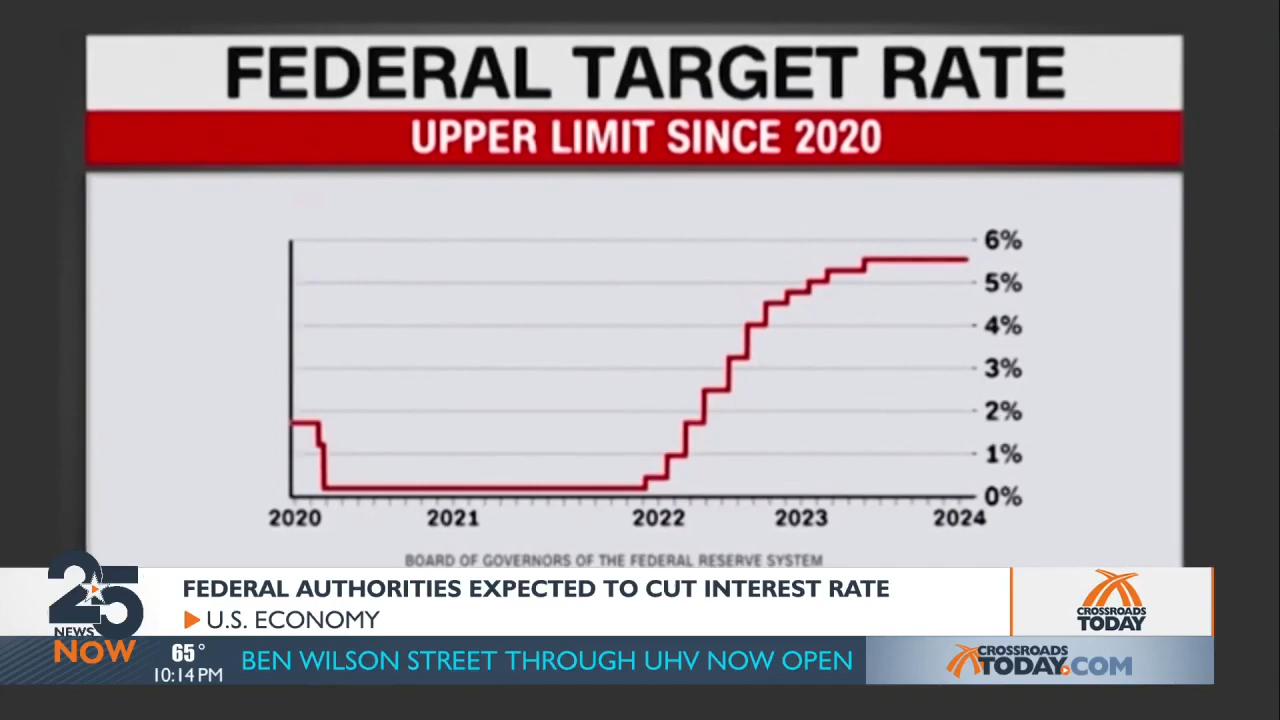 FEDERAL TARGET RATE
UPPER LIMIT SINCE 2020
6%
5%
4%
3%
2%
1%
0%
2020 2021 2022 2023 2024
BOARD OF GOVERNORS OF THE FEDERAL RESERVE SYSTEM
25
NEWS
NOW
FEDERAL AUTHORITIES EXPECTED TO CUT INTEREST RATE
U.S. ECONOMY
CROSSROADS
TODAY
65°
10:14 PM
BEN WILSON STREET THROUGH UHV NOW OPEN
CROSSROADS
TODAY.COM